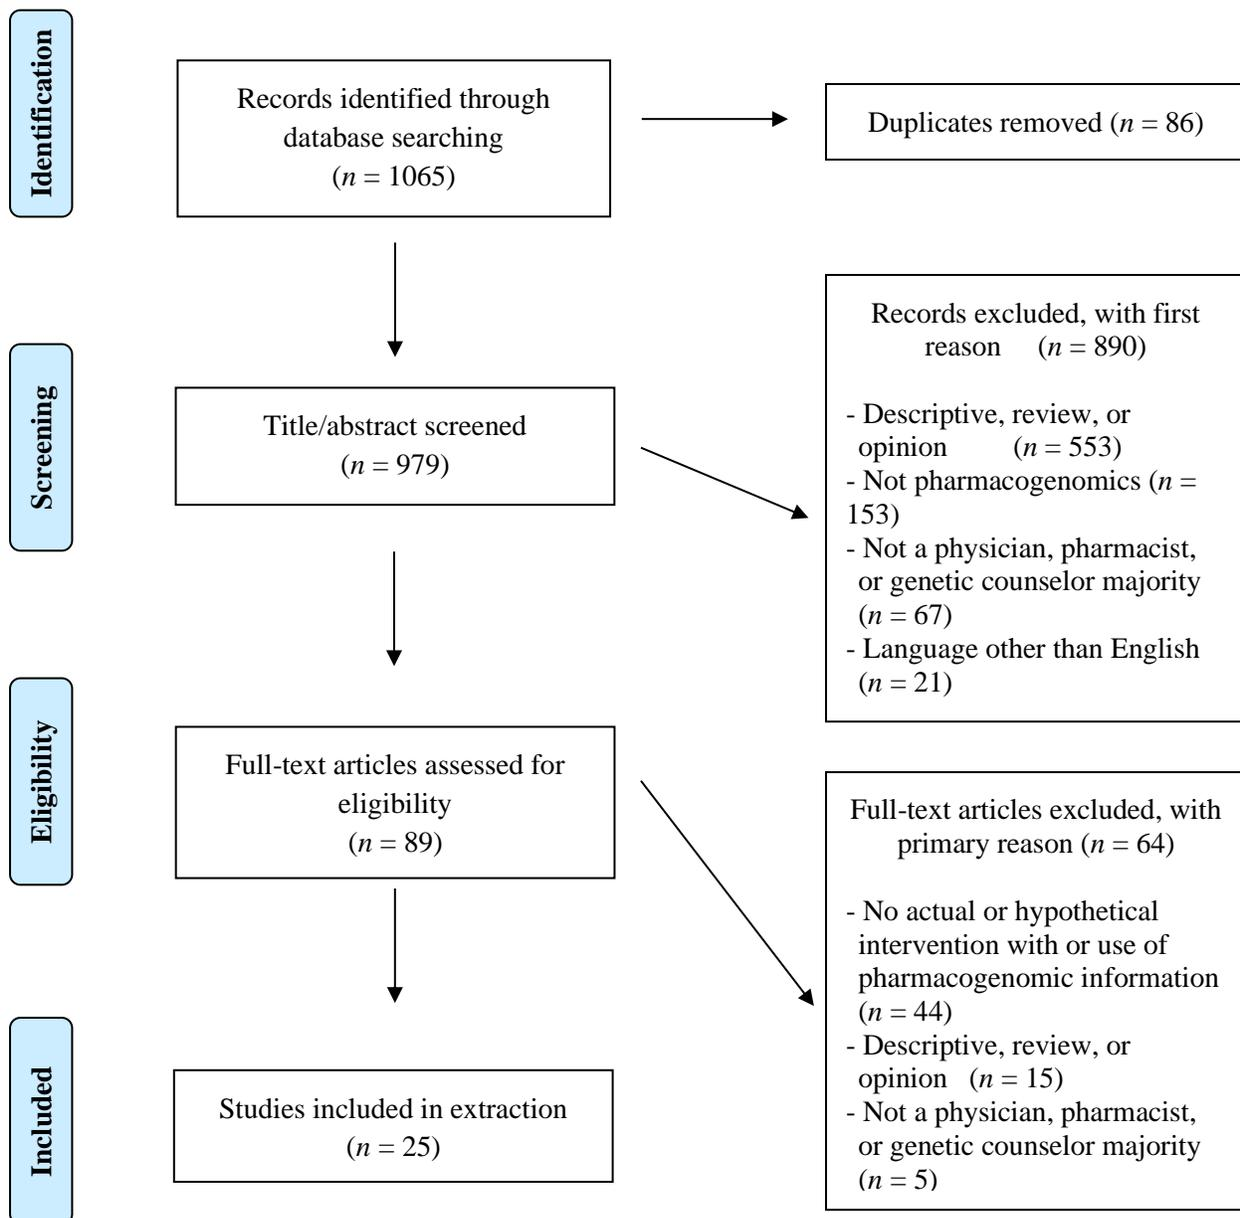 Identification
Records identified through
database searching
(n = 1065)
Duplicates removed (n = 86)
Screening
Title/abstract screened
(n = 979)
Records excluded, with first
reason (n = 890)
- Descriptive, review, or
opinion (n = 553)
- Not pharmacogenomics (n =
153)
- Not a physician, pharmacist,
or genetic counselor majority
(n = 67)
- Language other than English
(n = 21)
Eligibility
Full-text articles assessed for
eligibility
(n = 89)
Full-text articles excluded, with
primary reason (n = 64)
- No actual or hypothetical
intervention with or use of
pharmacogenomic information
(n = 44)
- Descriptive, review, or
opinion (n = 15)
- Not a physician, pharmacist,
or genetic counselor majority
(n = 5)
Included
Studies included in extraction
(n = 25)